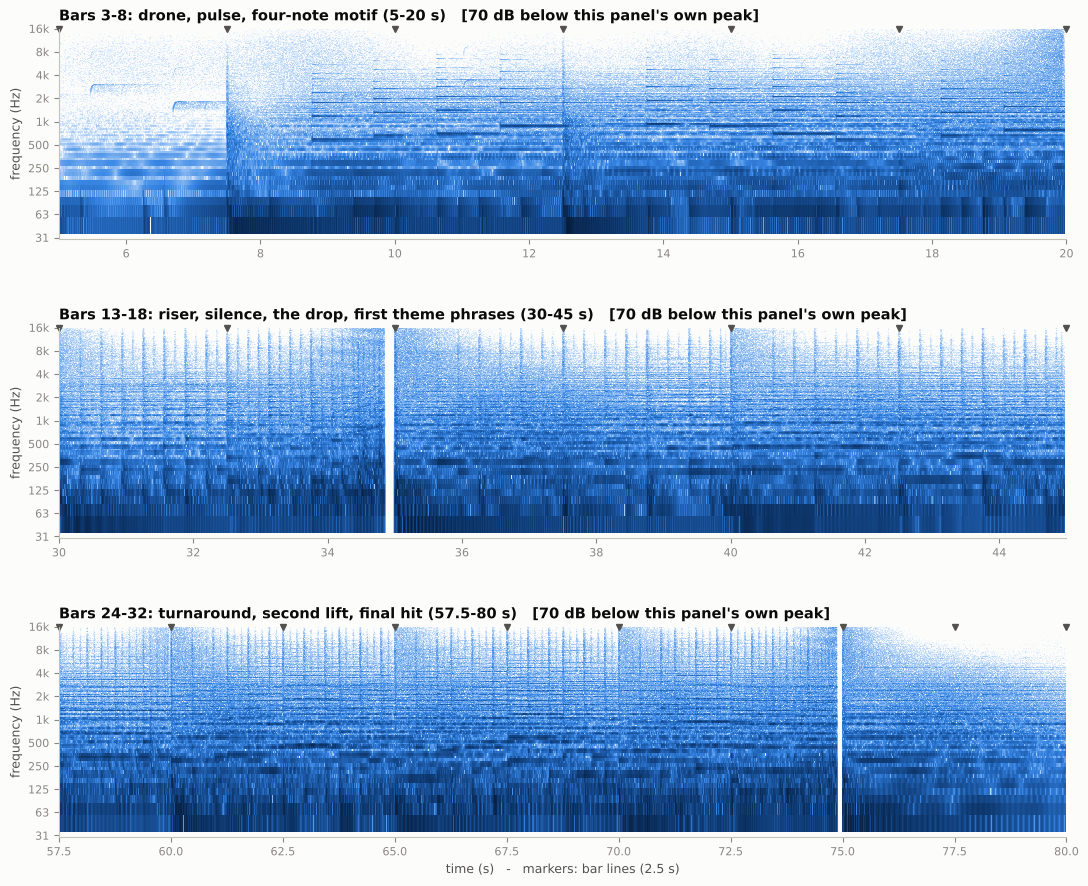 Bars 3-8: drone, pulse, four-note motif (5-20 s)   [70 dB below this panel's own peak]
16k
8k
4k
2k
1k
500
250
125
63
31
frequency (Hz)
6 8 10 12 14 16 18 20
Bars 13-18: riser, silence, the drop, first theme phrases (30-45 s)   [70 dB below this panel's own peak]
16k
8k
4k
2k
1k
500
250
125
63
31
frequency (Hz)
30 32 34 36 38 40 42 44
Bars 24-32: turnaround, second lift, final hit (57.5-80 s)   [70 dB below this panel's own peak]
16k
8k
4k
2k
1k
500
250
125
63
31
frequency (Hz)
57.5 60.0 62.5 65.0 67.5 70.0 72.5 75.0 77.5 80.0
time (s)   -   markers: bar lines (2.5 s)